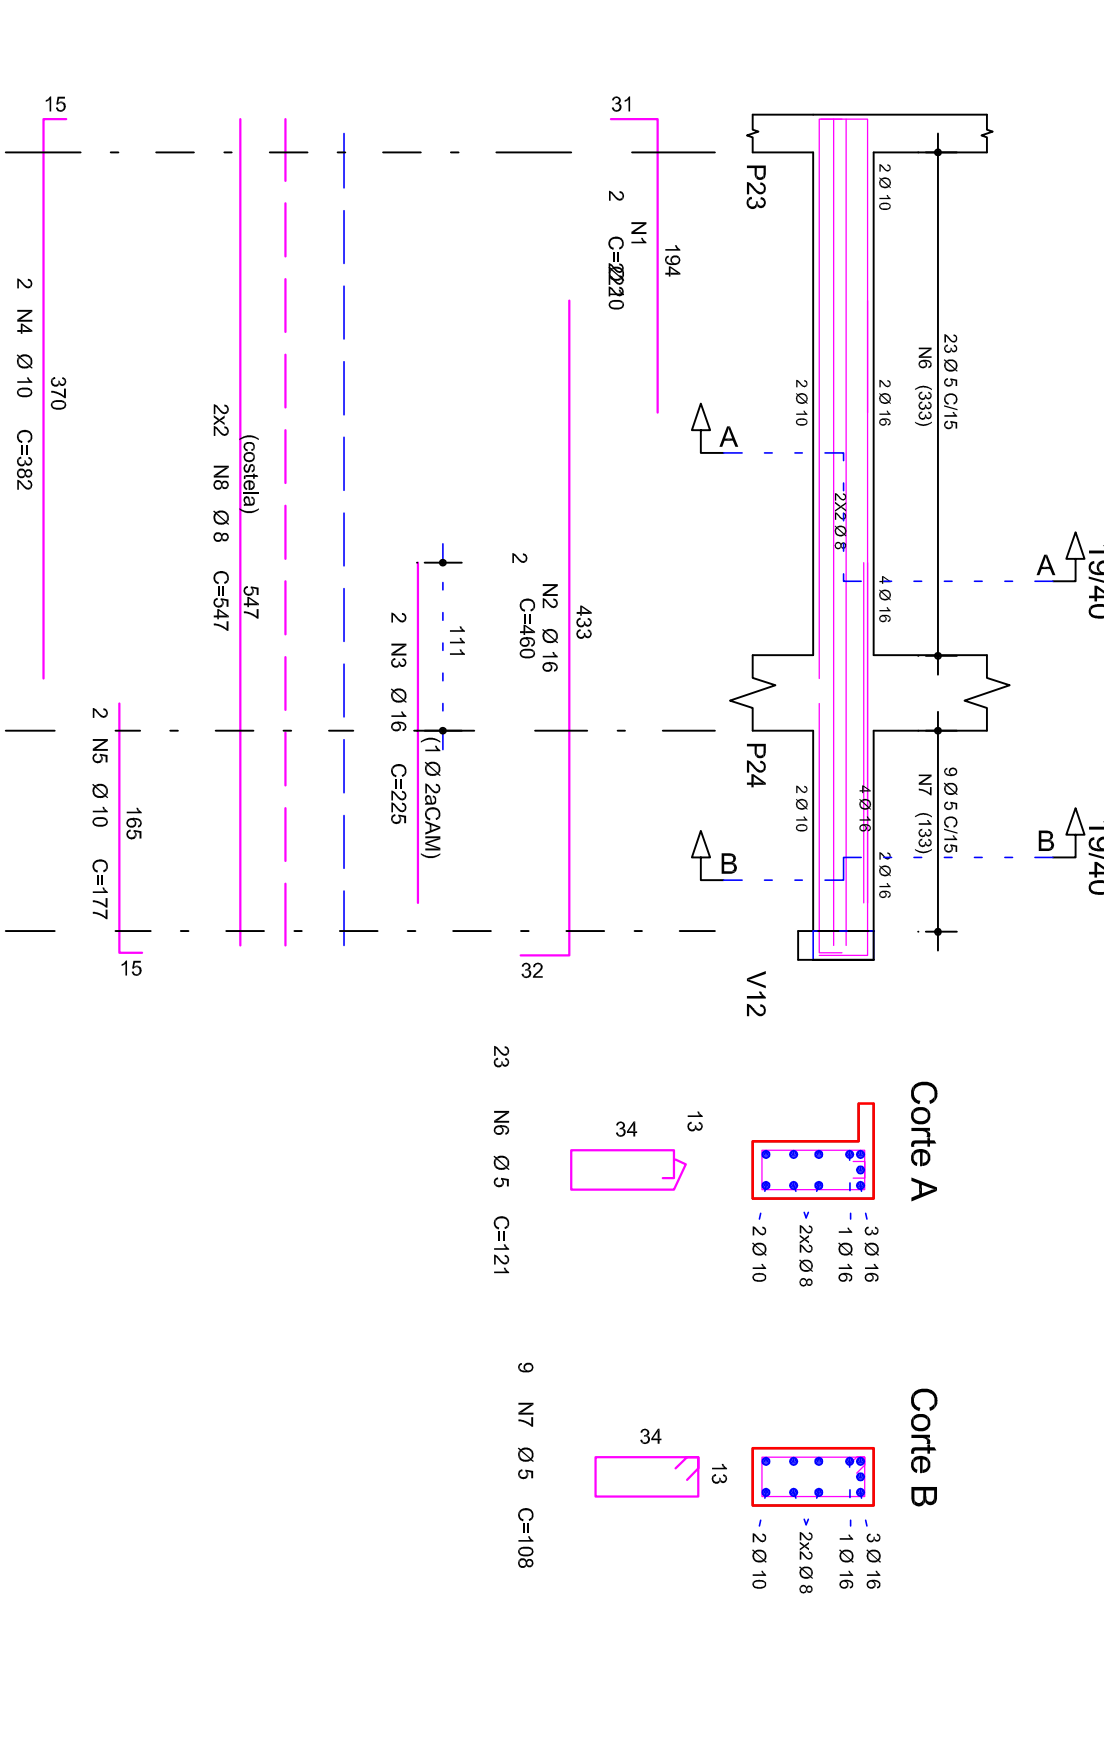 19/40
19/40
A
B
23 Ø 5 C/15
N6 (333)
9 Ø 5 C/15
N7 (133)
2 Ø 10
2 Ø 16
4 Ø 16
2 Ø 16
2X2 Ø 8
4 Ø 16
2 Ø 10
2 Ø 10
P23
P24
V12
A
B
31
194
2 N1
433
2 N2 Ø 16
C=460
32
111
(1 Ø 2aCAM)
2 N3 Ø 16 C=225
(costela)
547
2x2 N8 Ø 8 C=547
165
2 N5 Ø 10 C=177
15
15
370
2 N4 Ø 10 C=382
Corte A
3 Ø 16
1 Ø 16
2x2 Ø 8
2 Ø 10
13
34
23 N6 Ø 5 C=121
Corte B
3 Ø 16
1 Ø 16
2x2 Ø 8
2 Ø 10
13
34
9 N7 Ø 5 C=108